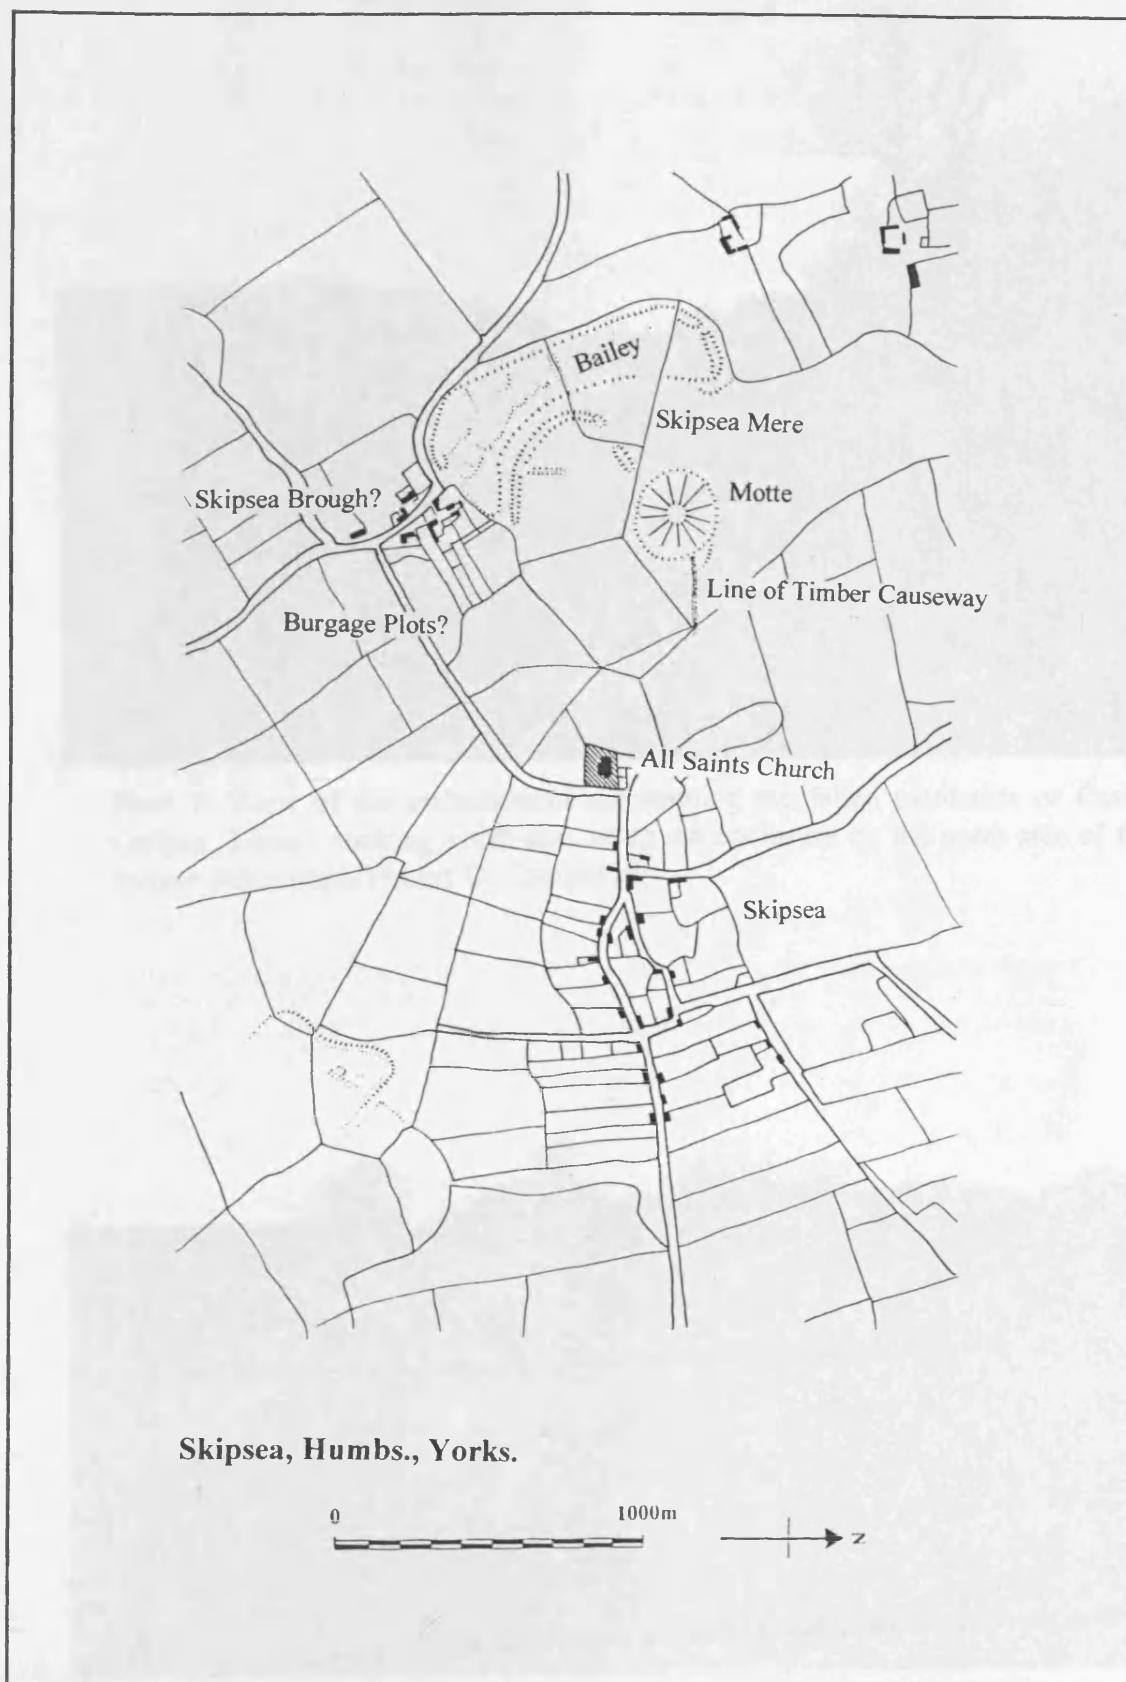 Bailey
Skipsea Mere
Skipsea Brough?
Motte
Line of Timber Causeway
Burgage Plots?
All Saints Church
Skipsea
Skipsea, Humbs., Yorks.
0 1000m
N